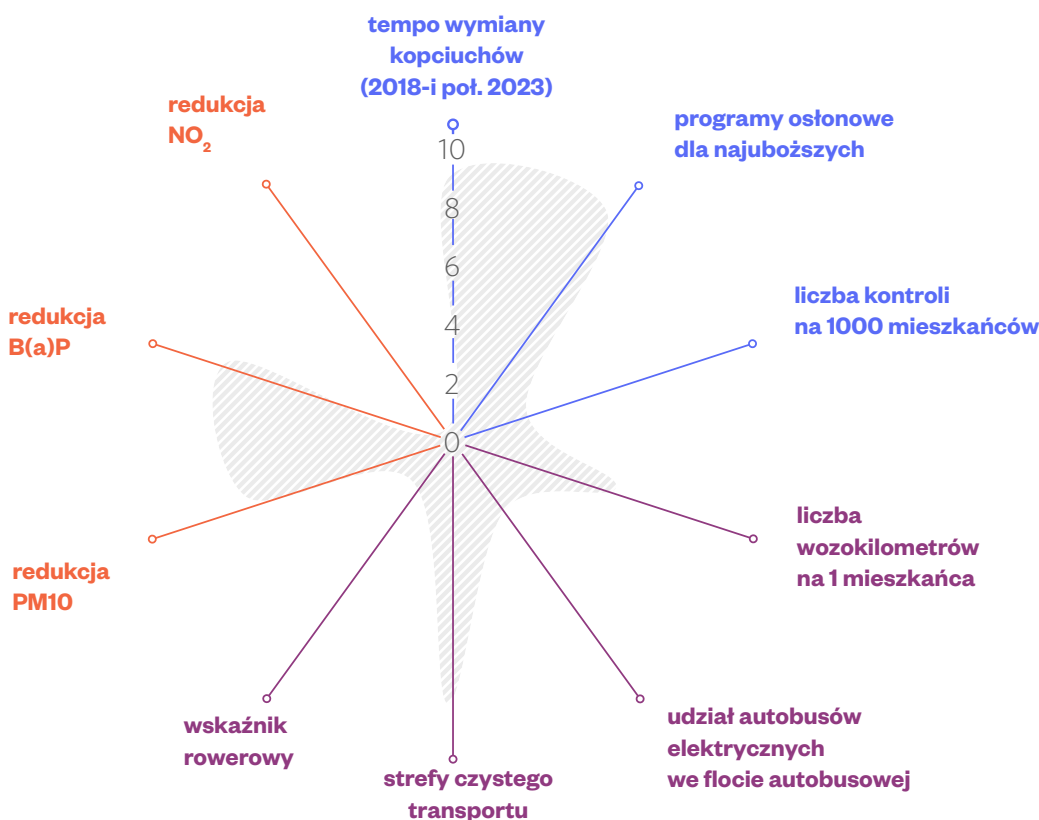 tempo wymiany
kopciuchów
(2018-i poł. 2023)
redukcja
NO₂
programy osłonowe
dla najuboższych
10
8
6
4
2
0
liczba kontroli
na 1000 mieszkańców
redukcja
B(a)P
liczba
wozokilometrów
na 1 mieszkańca
redukcja
PM10
wskaźnik
rowerowy
strefy czystego
transportu
udział autobusów
elektrycznych
we flocie autobusowej